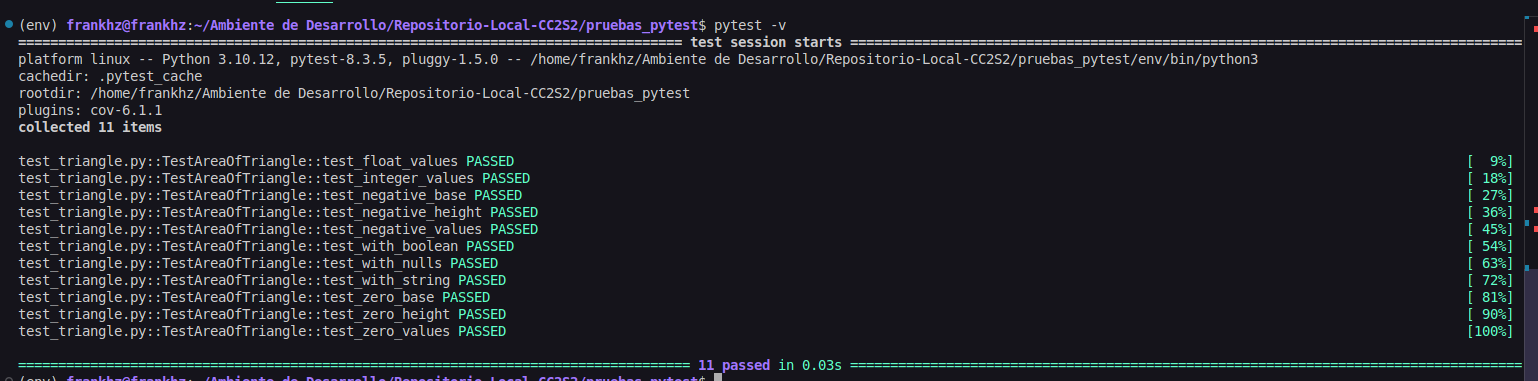 (env) frankhz@frankhz:~/Ambiente de Desarrollo/Repositorio-Local-CC2S2/pruebas_pytest$ pytest -v
=================================================================================== test session starts ====================================================================================
platform linux -- Python 3.10.12, pytest-8.3.5, pluggy-1.5.0 -- /home/frankhz/Ambiente de Desarrollo/Repositorio-Local-CC2S2/pruebas_pytest/env/bin/python3
cachedir: .pytest_cache
rootdir: /home/frankhz/Ambiente de Desarrollo/Repositorio-Local-CC2S2/pruebas_pytest
plugins: cov-6.1.1
collected 11 items
test_triangle.py::TestAreaOfTriangle::test_float_values PASSED [  9%]
test_triangle.py::TestAreaOfTriangle::test_integer_values PASSED [ 18%]
test_triangle.py::TestAreaOfTriangle::test_negative_base PASSED [ 27%]
test_triangle.py::TestAreaOfTriangle::test_negative_height PASSED [ 36%]
test_triangle.py::TestAreaOfTriangle::test_negative_values PASSED [ 45%]
test_triangle.py::TestAreaOfTriangle::test_with_boolean PASSED [ 54%]
test_triangle.py::TestAreaOfTriangle::test_with_nulls PASSED [ 63%]
test_triangle.py::TestAreaOfTriangle::test_with_string PASSED [ 72%]
test_triangle.py::TestAreaOfTriangle::test_zero_base PASSED [ 81%]
test_triangle.py::TestAreaOfTriangle::test_zero_height PASSED [ 90%]
test_triangle.py::TestAreaOfTriangle::test_zero_values PASSED [100%]
==================================================================================== 11 passed in 0.03s ====================================================================================
(env) frankhz@frankhz:~/Ambiente de Desarrollo/Repositorio-Local-CC2S2/pruebas_pytest$